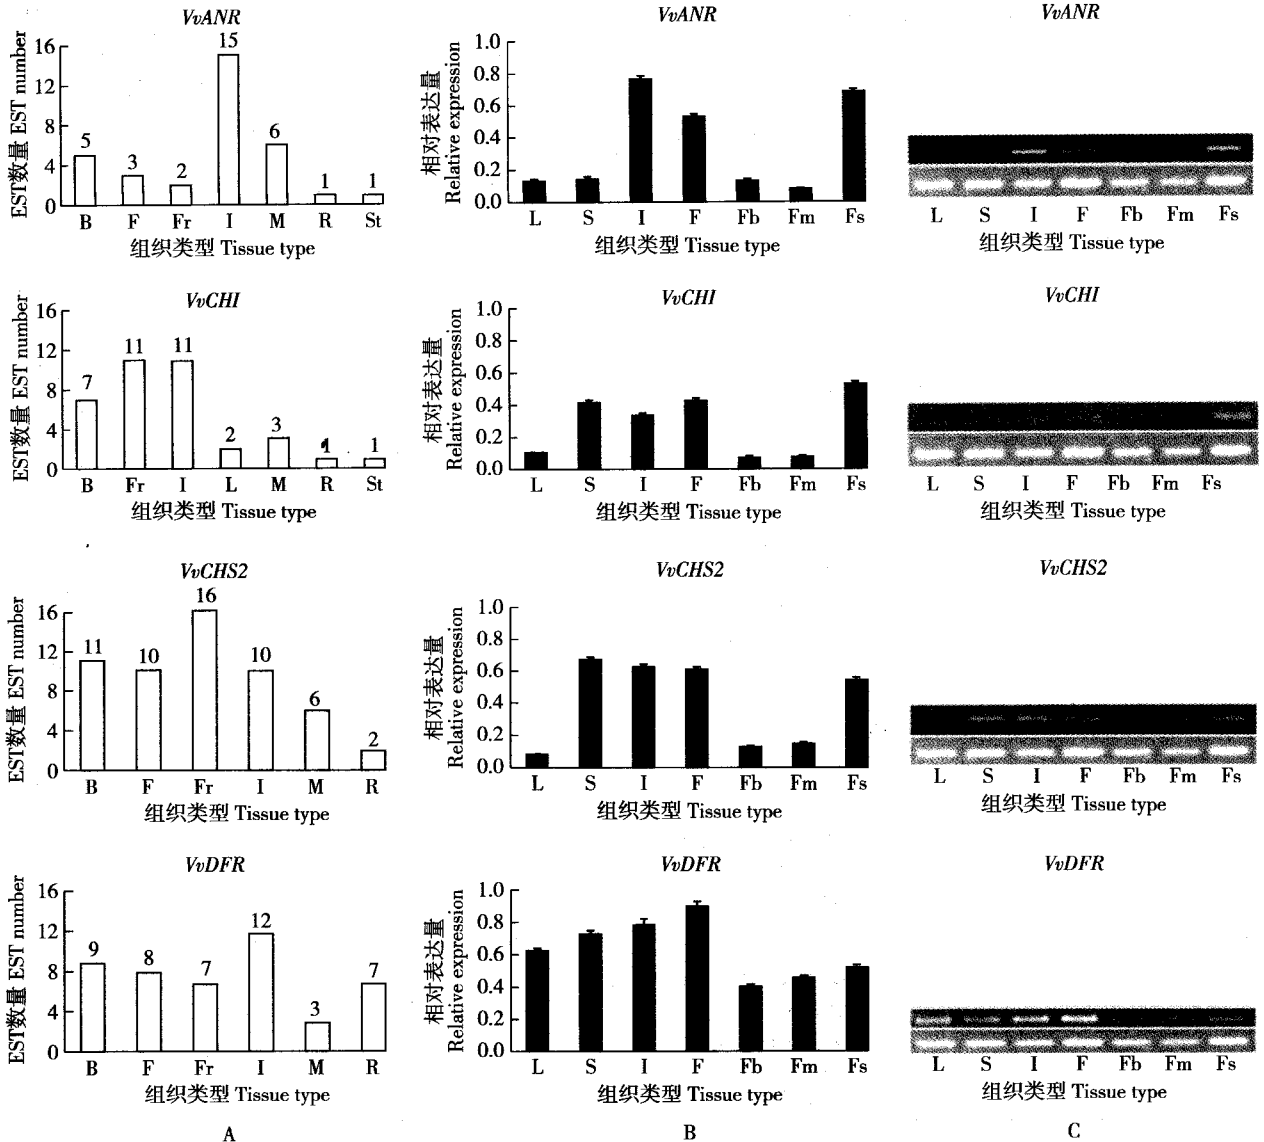 VvANR
EST数量 EST number
16
12
8
4
0
5
3
2
15
6
1
1
B F Fr I M R St
组织类型 Tissue type
VvANR
相对表达量
Relative expression
1.0
0.8
0.6
0.4
0.2
0.0
L S I F Fb Fm Fs
组织类型 Tissue type
VvANR
L S I F Fb Fm Fs
组织类型 Tissue type
VvCHI
EST数量 EST number
16
12
8
4
0
7
11
11
2
3
1
1
B Fr I L M R St
组织类型 Tissue type
VvCHI
相对表达量
Relative expression
1.0
0.8
0.6
0.4
0.2
0.0
L S I F Fb Fm Fs
组织类型 Tissue type
VvCHI
L S I F Fb Fm Fs
组织类型 Tissue type
VvCHS2
EST数量 EST number
16
12
8
4
0
11
10
16
10
6
2
B F Fr I M R
组织类型 Tissue type
VvCHS2
相对表达量
Relative expression
1.0
0.8
0.6
0.4
0.2
0.0
L S I F Fb Fm Fs
组织类型 Tissue type
VvCHS2
L S I F Fb Fm Fs
组织类型 Tissue type
VvDFR
EST数量 EST number
16
12
8
4
0
9
8
7
12
3
7
B F Fr I M R
组织类型 Tissue type
VvDFR
相对表达量
Relative expression
1.0
0.8
0.6
0.4
0.2
0.0
L S I F Fb Fm Fs
组织类型 Tissue type
VvDFR
L S I F Fb Fm Fs
组织类型 Tissue type
A
B
C